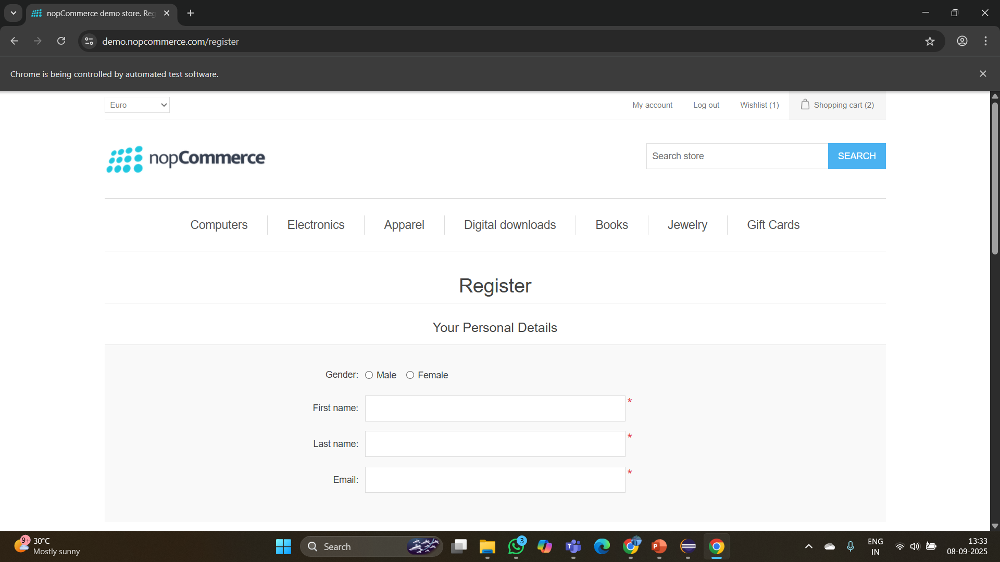 nopCommerce demo store. Reg
demo.nopcommerce.com/register
Chrome is being controlled by automated test software.
Euro
My account
Log out
Wishlist (1)
Shopping cart (2)
nopCommerce
Search store
SEARCH
Computers
Electronics
Apparel
Digital downloads
Books
Jewelry
Gift Cards
Register
Your Personal Details
Gender:
Male
Female
First name:
*
Last name:
*
Email:
*
9+
30°C
Mostly sunny
Search
3
T
P
ENG
IN
13:33
08-09-2025